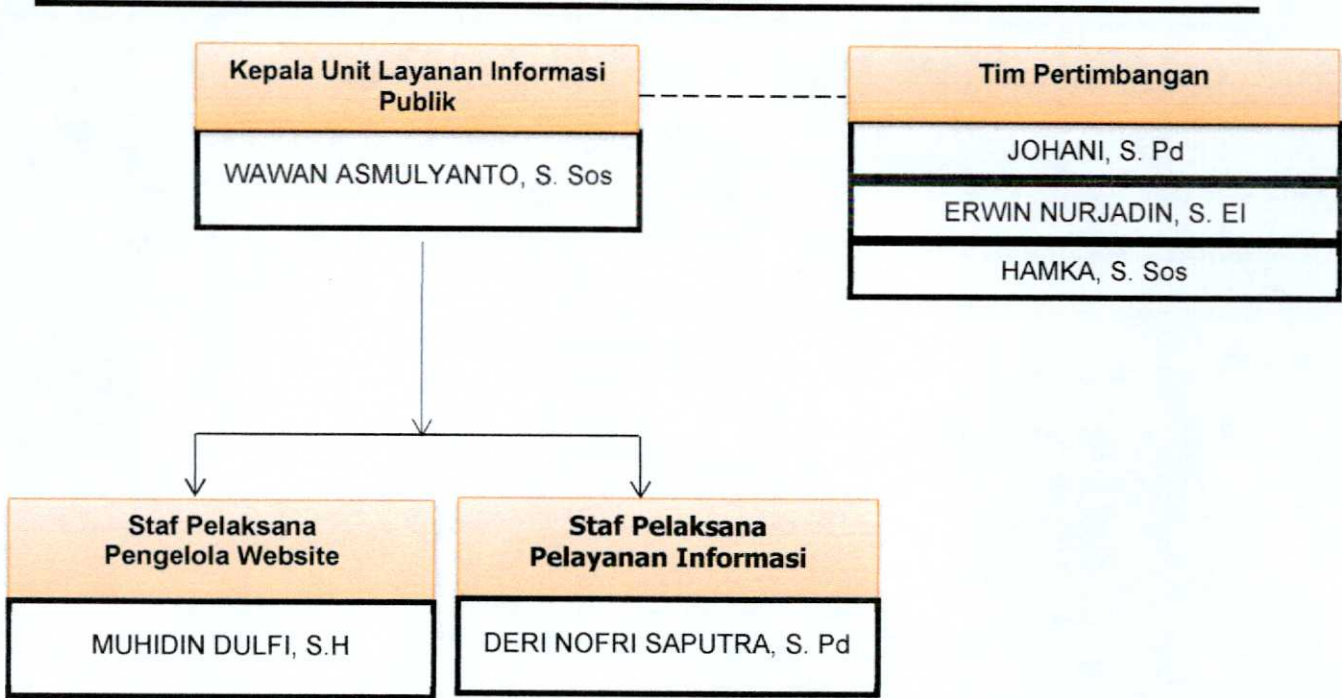 Kepala Unit Layanan Informasi
Publik
WAWAN ASMULYANTO, S. Sos
Tim Pertimbangan
JOHANI, S. Pd
ERWIN NURJADIN, S. EI
HAMKA, S. Sos
Staf Pelaksana
Pengelola Website
MUHIDIN DULFI, S.H
Staf Pelaksana
Pelayanan Informasi
DERI NOFRI SAPUTRA, S. Pd